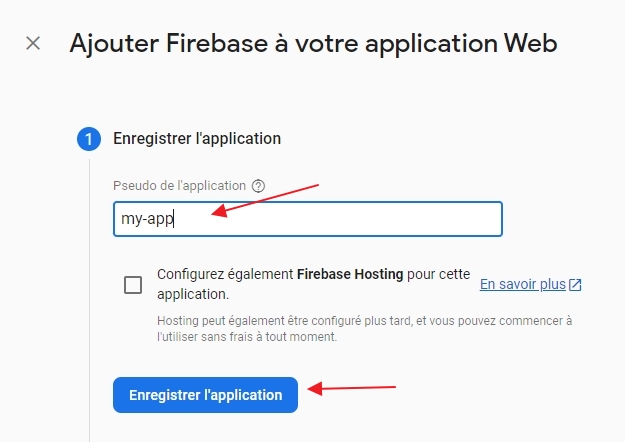 Ajouter Firebase à votre application Web
1 Enregistrer l'application
Pseudo de l'application ?
my-app
Configurez également Firebase Hosting pour cette
application.
En savoir plus
Hosting peut également être configuré plus tard, et vous pouvez commencer à
l'utiliser sans frais à tout moment.
Enregistrer l'application